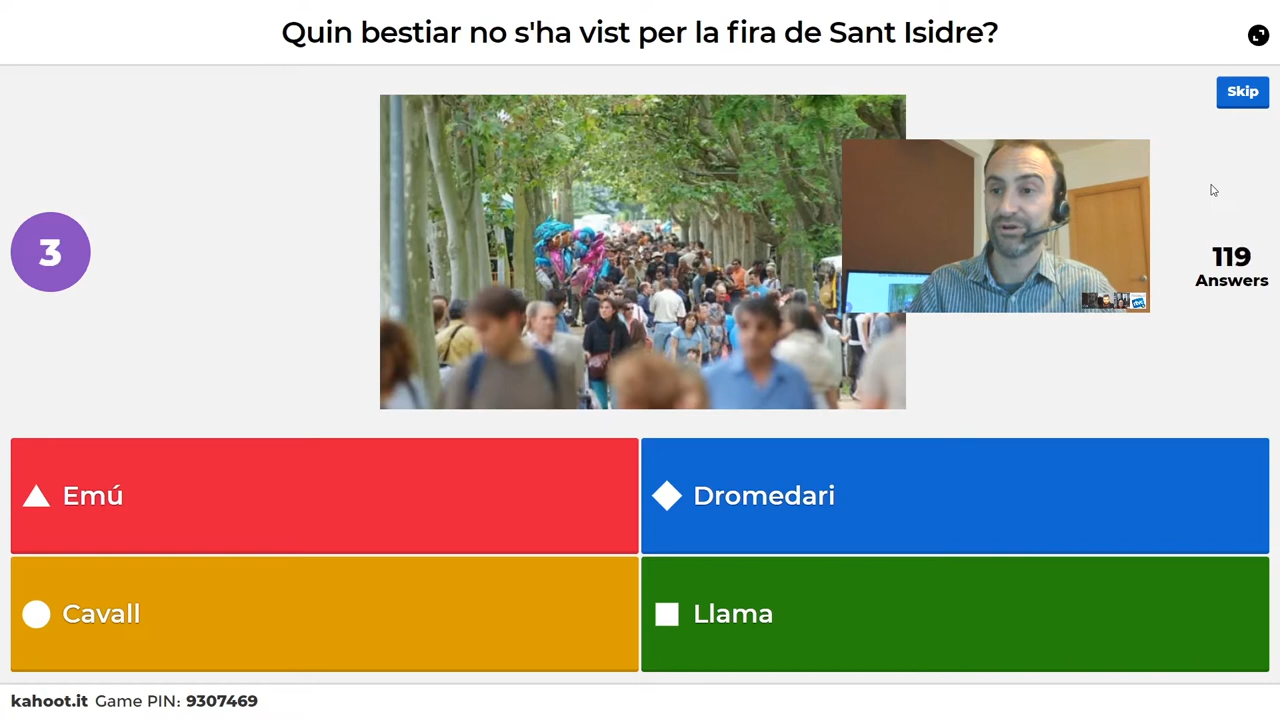 Quin bestiar no s'ha vist per la fira de Sant Isidre?
Skip
3
119
Answers
Emú
Dromedari
Cavall
Llama
kahoot.it Game PIN: 9307469